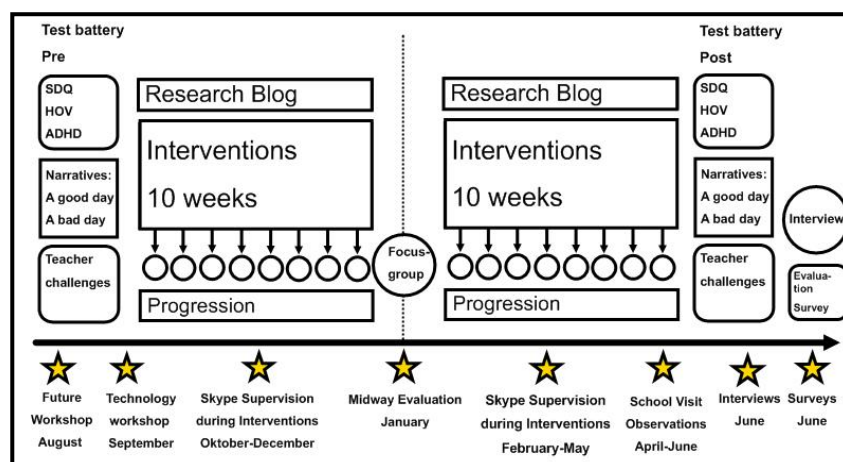 Test battery
Pre
SDQ
HOV
ADHD
Narratives:
A good day
A bad day
Teacher
challenges
Research Blog
Interventions
10 weeks
Progression
Focus-
group
Research Blog
Interventions
10 weeks
Progression
Test battery
Post
SDQ
HOV
ADHD
Narratives:
A good day
A bad day
Teacher
challenges
Interview
Evalua-
tion
Survey
Future
Workshop
August
Technology
workshop
September
Skype Supervision
during Interventions
Oktober-December
Midway Evaluation
January
Skype Supervision
during Interventions
February-May
School Visit
Observations
April-June
Interviews
June
Surveys
June